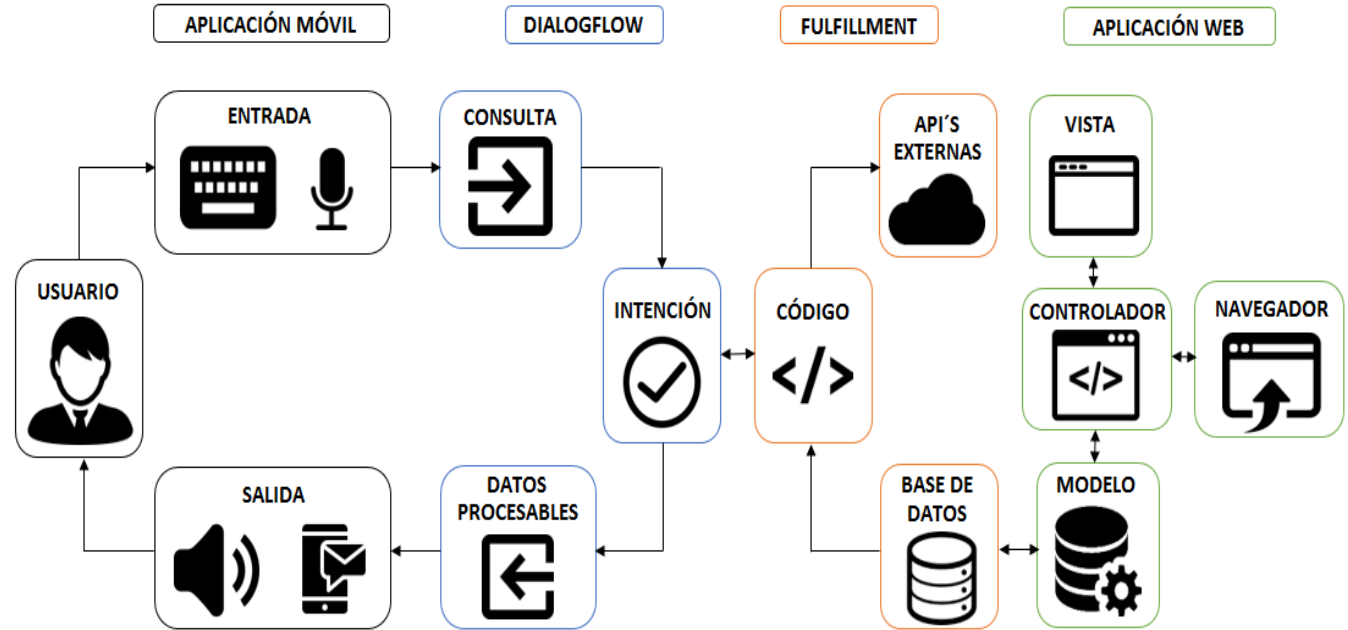 APLICACIÓN MÓVIL
DIALOGFLOW
FULFILLMENT
APLICACIÓN WEB
ENTRADA
CONSULTA
API´S
EXTERNAS
VISTA
USUARIO
INTENCIÓN
CÓDIGO
</>
CONTROLADOR
</>
NAVEGADOR
SALIDA
DATOS
PROCESABLES
BASE DE
DATOS
MODELO